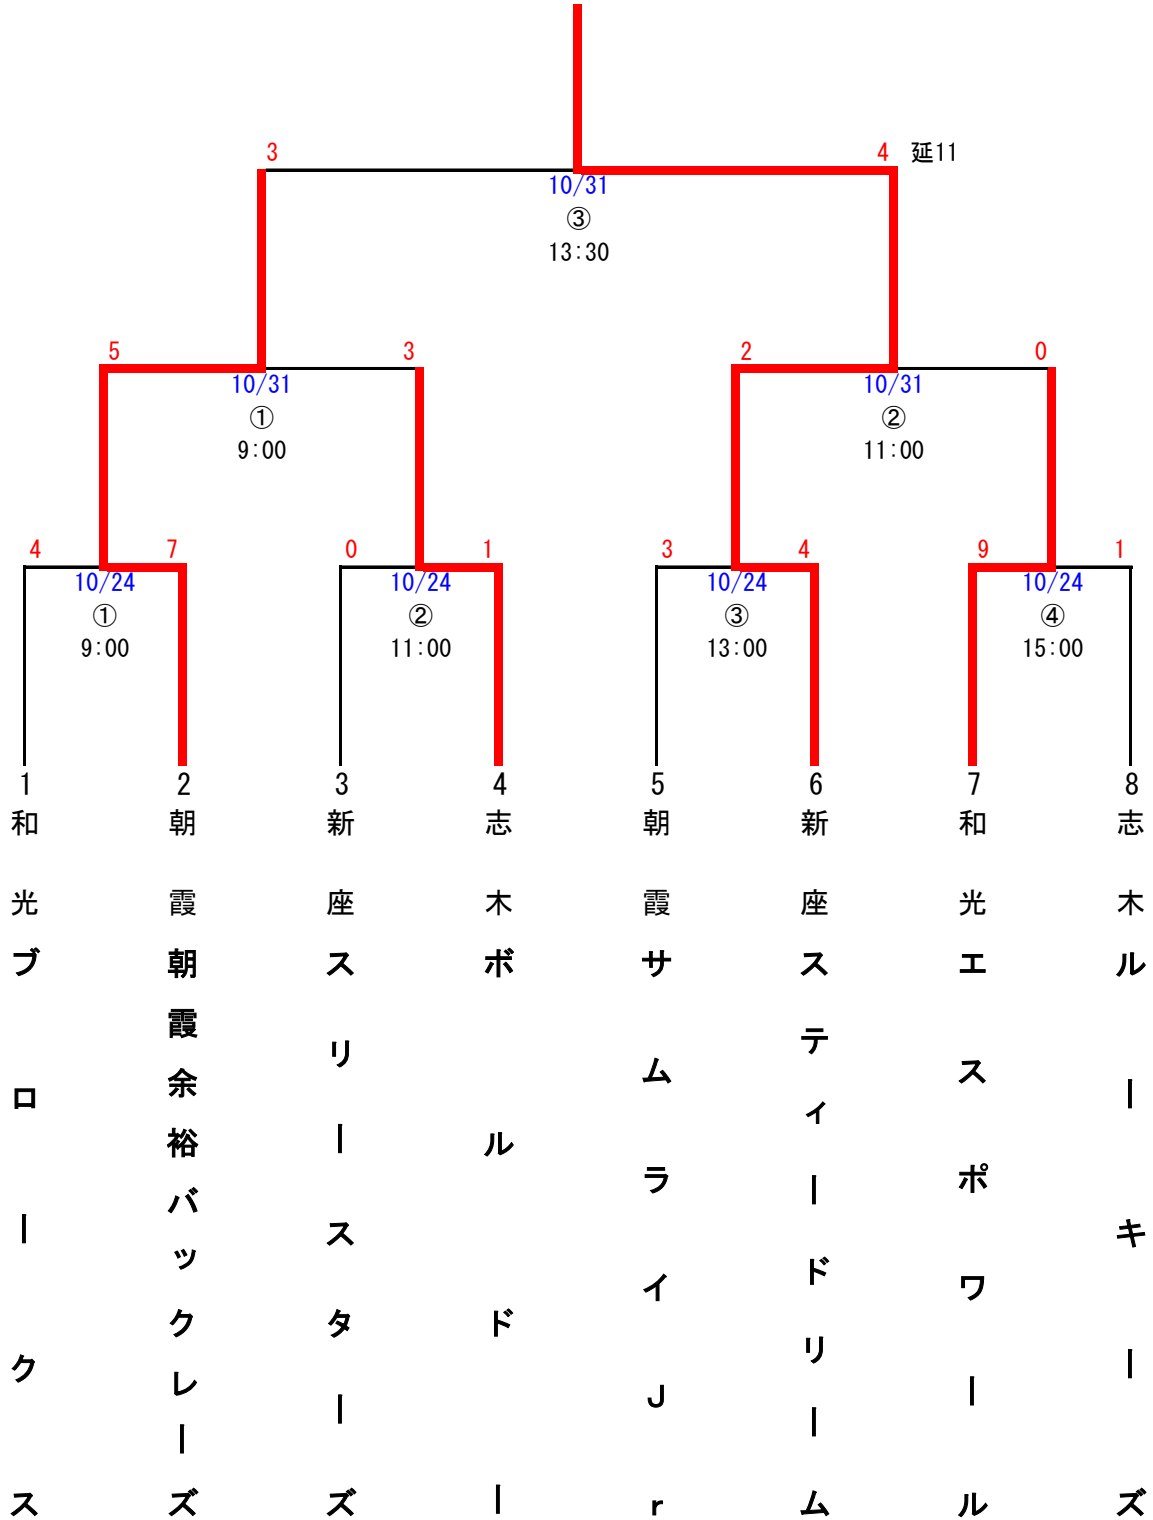 3 4 延11
10/31
③
13:30
5 3 2 0
10/31 10/31
① ②
9:00 11:00
4 7 0 1 3 4 9 1
10/24 10/24 10/24 10/24
① ② ③ ④
9:00 11:00 13:00 15:00
1 2 3 4 5 6 7 8
和光 朝霞 新座 志木 朝霞 新座 和光 志木
ブロークス
朝霞余裕バックレーズ
スリースターズ
ボルドー
サムライJr
スティードリーム
エスポワール
ルーキーズ